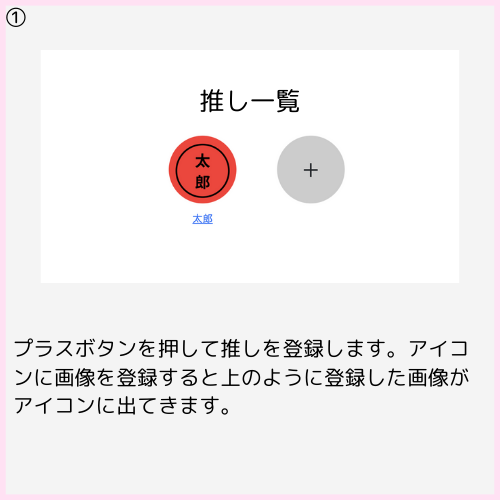 ①
推し一覧
太
郎
+
太郎
プラスボタンを押して推しを登録します。アイコ
ンに画像を登録すると上のように登録した画像が
アイコンに出てきます。